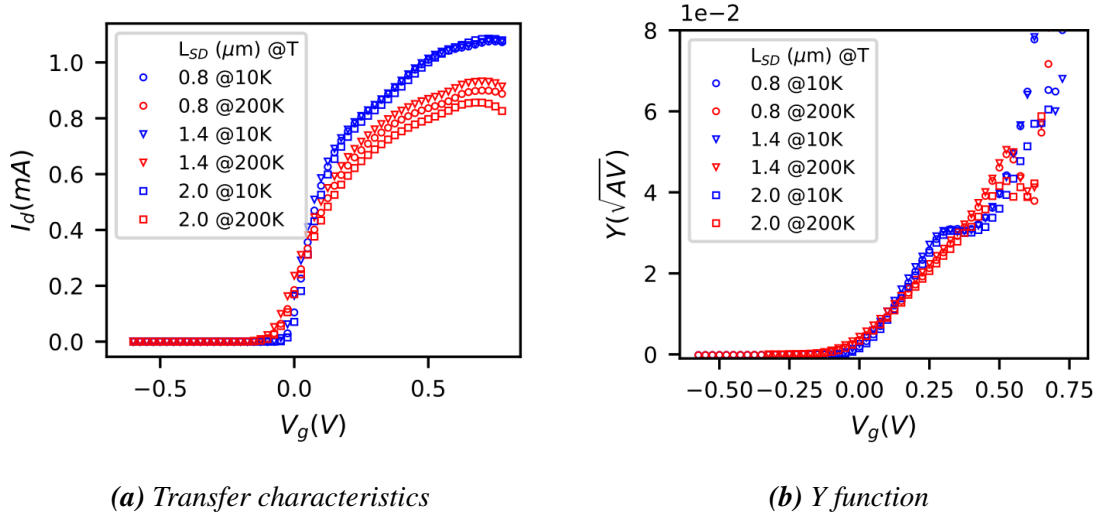 L_SD (μm) @T
0.8 @10K
0.8 @200K
1.4 @10K
1.4 @200K
2.0 @10K
2.0 @200K
1.0
0.8
0.6
0.4
0.2
0.0
I_d(mA)
−0.5
0.0
0.5
V_g(V)
(a) Transfer characteristics
1e−2
L_SD (μm) @T
0.8 @10K
0.8 @200K
1.4 @10K
1.4 @200K
2.0 @10K
2.0 @200K
8
6
4
2
0
Y(√AV)
−0.50
−0.25
0.00
0.25
0.50
0.75
V_g(V)
(b) Y function